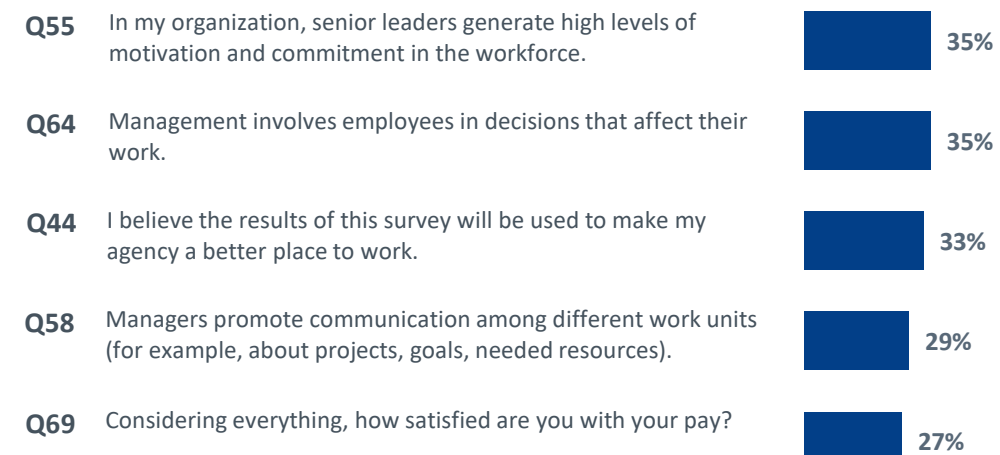 Q55 In my organization, senior leaders generate high levels of
motivation and commitment in the workforce.
35%
Q64 Management involves employees in decisions that affect their
work.
35%
Q44 I believe the results of this survey will be used to make my
agency a better place to work.
33%
Q58 Managers promote communication among different work units
(for example, about projects, goals, needed resources).
29%
Q69 Considering everything, how satisfied are you with your pay?
27%